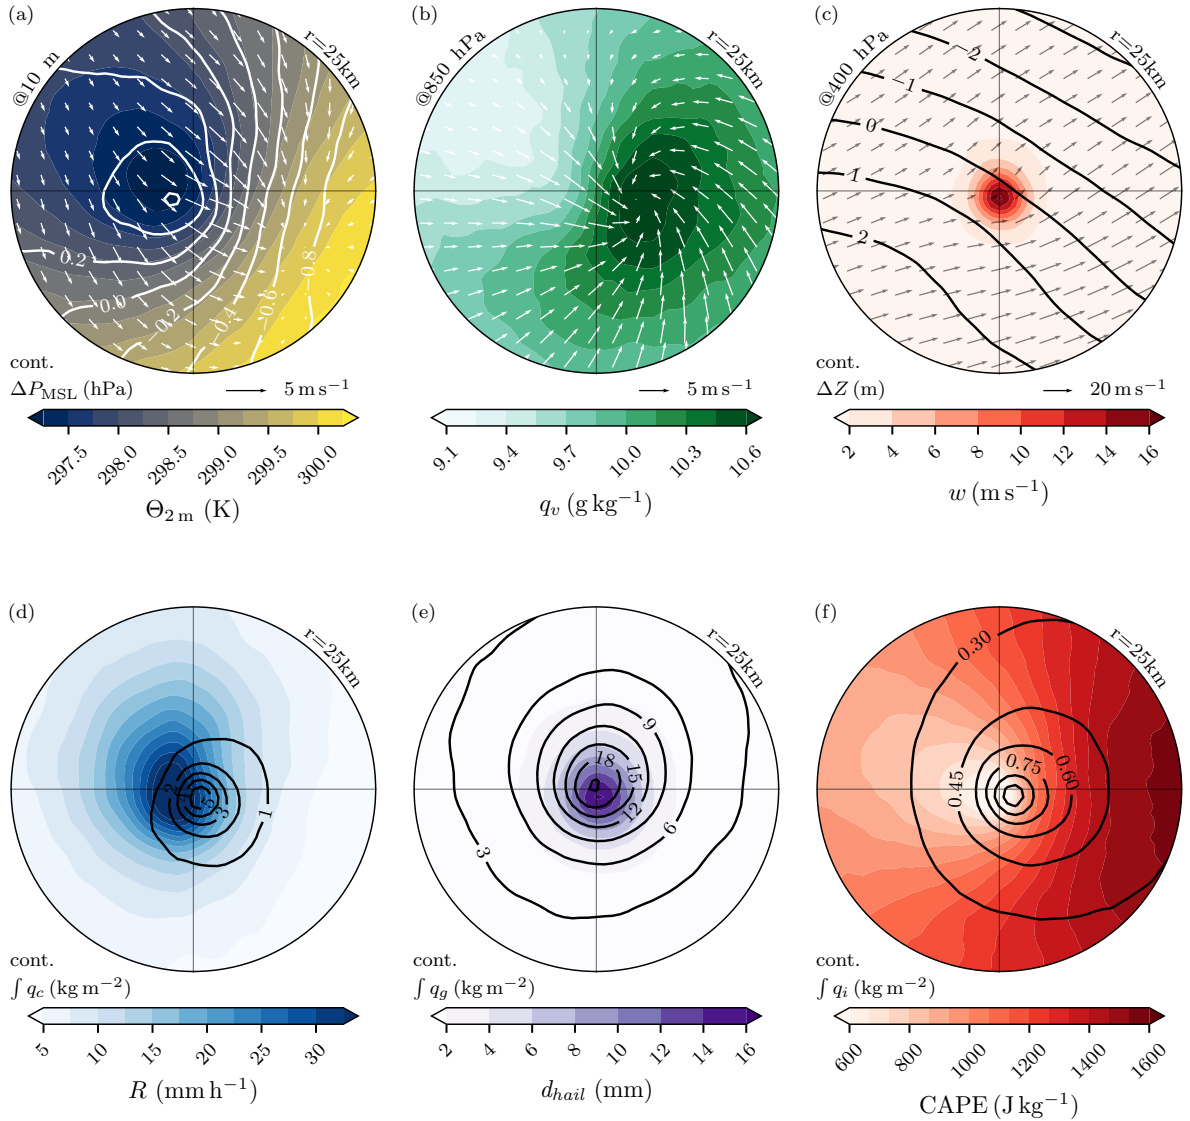 (a)
@10 m
r=25km
0.2
0.0
−0.2
−0.4
−0.6
−0.8
cont.
ΔP_MSL (hPa)
5 m s⁻¹
297.5 298.0 298.5 299.0 299.5 300.0
Θ_2 m (K)
(b)
@850 hPa
r=25km
cont.
5 m s⁻¹
9.1 9.4 9.7 10.0 10.3 10.6
q_v (g kg⁻¹)
(c)
@400 hPa
r=25km
−2
−1
0
1
2
cont.
ΔZ (m)
20 m s⁻¹
2 4 6 8 10 12 14 16
w (m s⁻¹)
(d)
r=25km
1
3
5
cont.
∫ q_c (kg m⁻²)
5 10 15 20 25 30
R (mm h⁻¹)
(e)
r=25km
3
6
9
12
15
18
cont.
∫ q_g (kg m⁻²)
2 4 6 8 10 12 14 16
d_hail (mm)
(f)
r=25km
0.30
0.45
0.60
0.75
cont.
∫ q_i (kg m⁻²)
600 800 1000 1200 1400 1600
CAPE (J kg⁻¹)